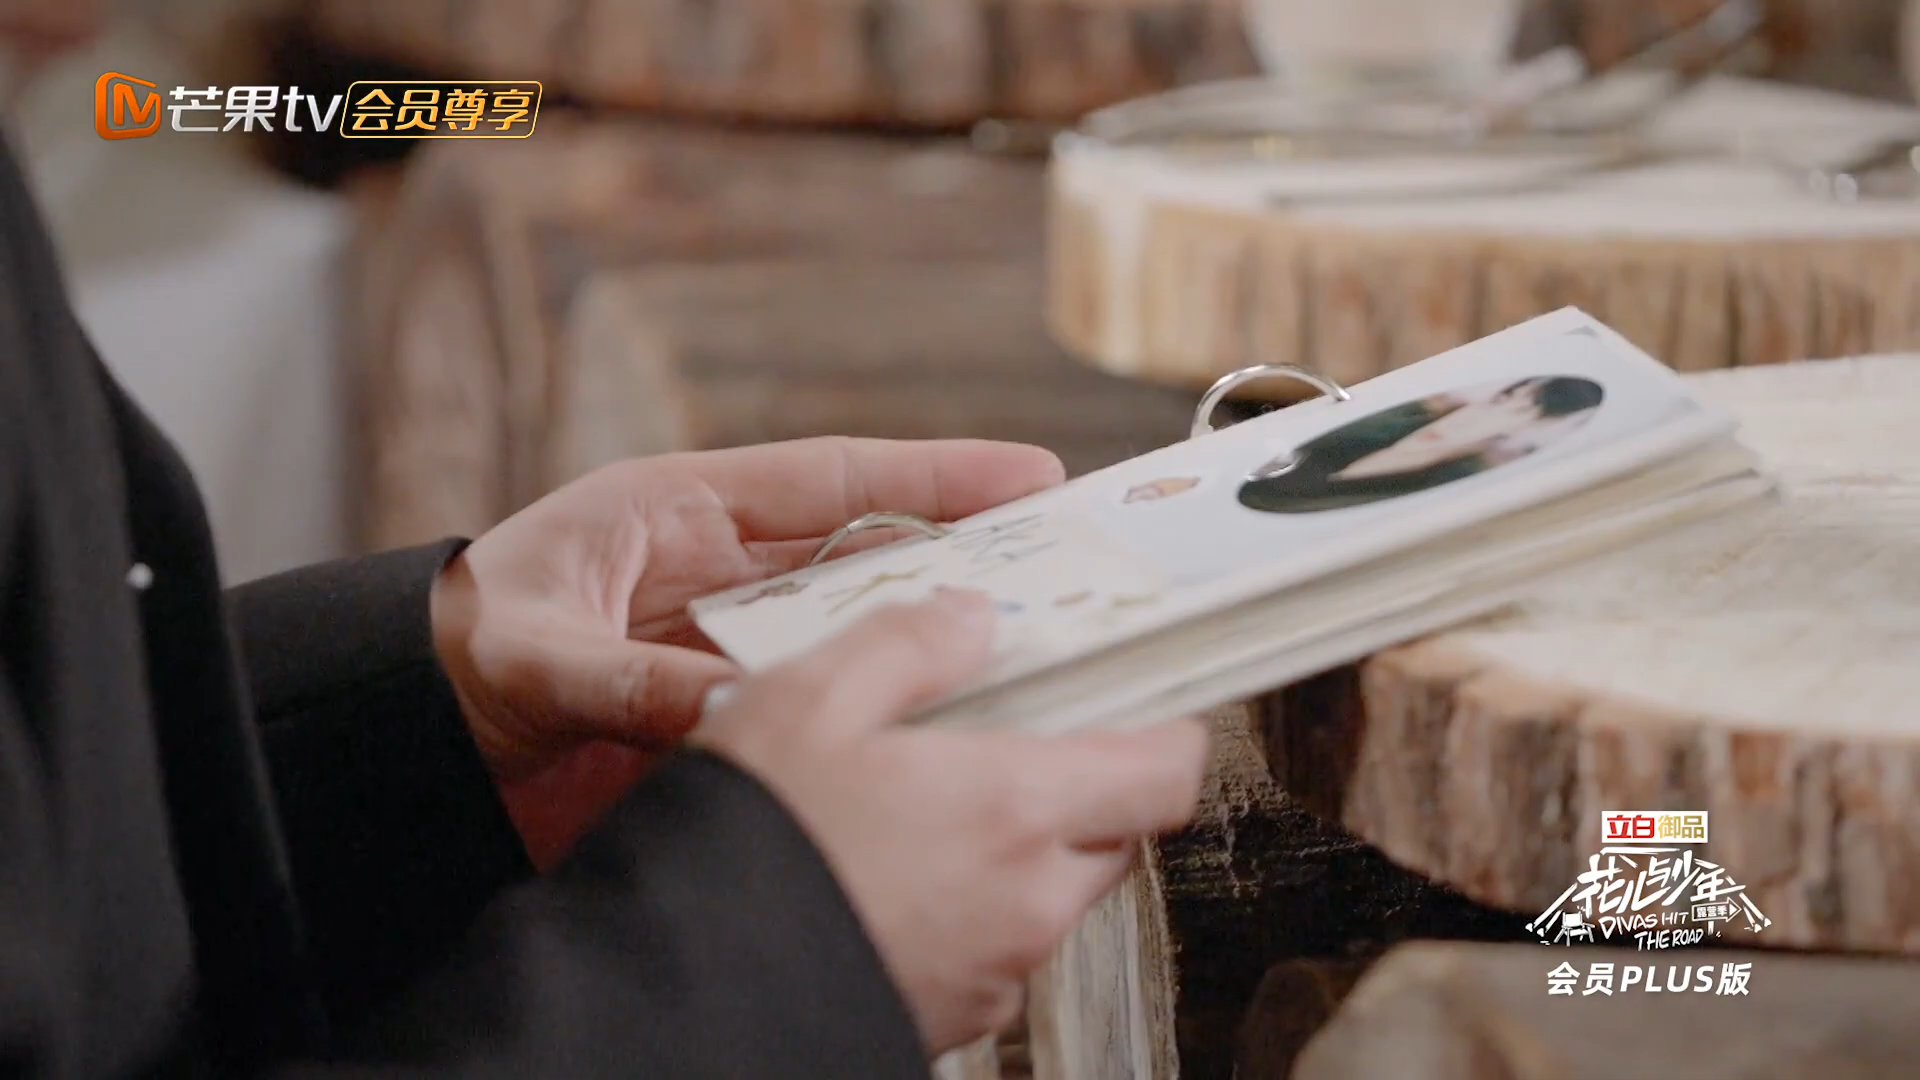 芒果tv会员尊享
立白御品
花儿与少年
DIVAS HIT 露营季
THE ROAD
会员PLUS版